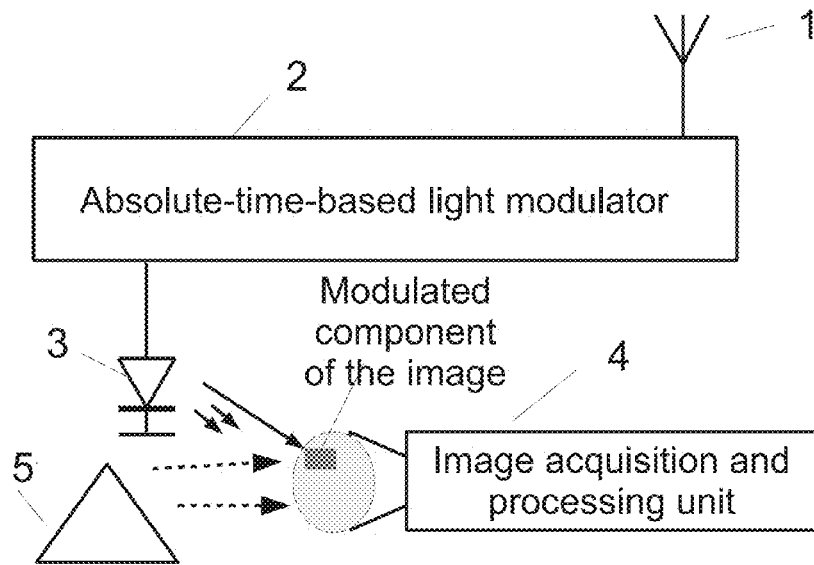 1
2
Absolute-time-based light modulator
Modulated
component
of the image
3
4
Image acquisition and
processing unit
5